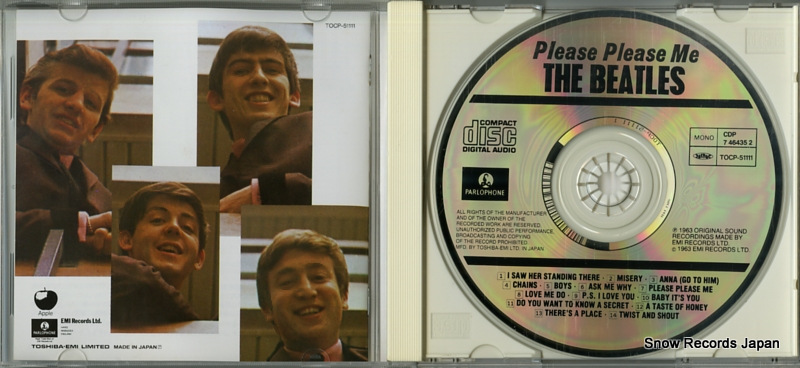 TOCP-51111
Apple
PARLOPHONE
EMI Records Ltd.
TOSHIBA-EMI LIMITED MADE IN JAPAN
Please Please Me
THE BEATLES
COMPACT
disc
DIGITAL AUDIO
MONO
CDP
7 46435 2
TOCP-51111
PARLOPHONE
ALL RIGHTS OF THE MANUFACTURER
AND OF THE OWNER OF THE
RECORDED WORK ARE RESERVED.
UNAUTHORIZED PUBLIC PERFORMANCE,
BROADCASTING AND COPYING
OF THE RECORD PROHIBITED.
MFD. BY TOSHIBA-EMI LTD. IN JAPAN
℗ 1963 ORIGINAL SOUND
RECORDINGS MADE BY
EMI RECORDS LTD.
© 1963 EMI RECORDS LTD.
1 I SAW HER STANDING THERE · 2 MISERY · 3 ANNA (GO TO HIM)
4 CHAINS · 5 BOYS · 6 ASK ME WHY · 7 PLEASE PLEASE ME
8 LOVE ME DO · 9 P.S. I LOVE YOU · 10 BABY IT'S YOU
11 DO YOU WANT TO KNOW A SECRET · 12 A TASTE OF HONEY
13 THERE'S A PLACE · 14 TWIST AND SHOUT
Snow Records Japan